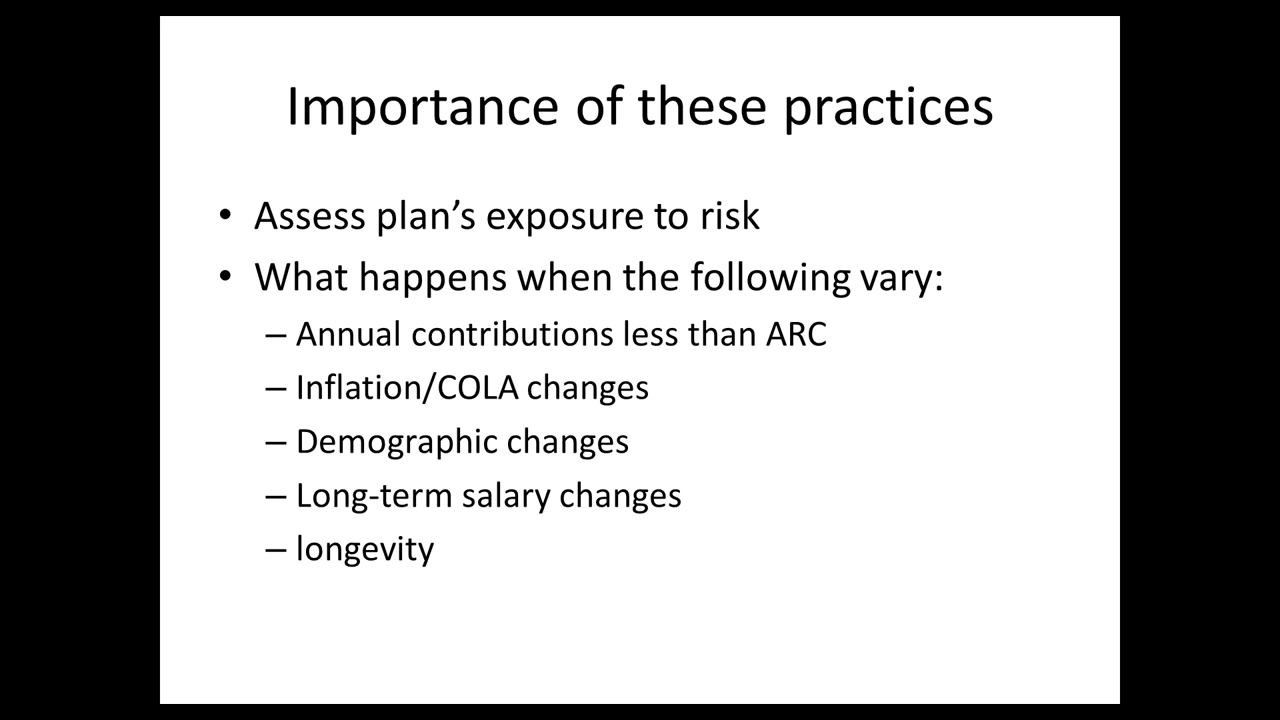 Importance of these practices
• Assess plan’s exposure to risk
• What happens when the following vary:
– Annual contributions less than ARC
– Inflation/COLA changes
– Demographic changes
– Long-term salary changes
– longevity